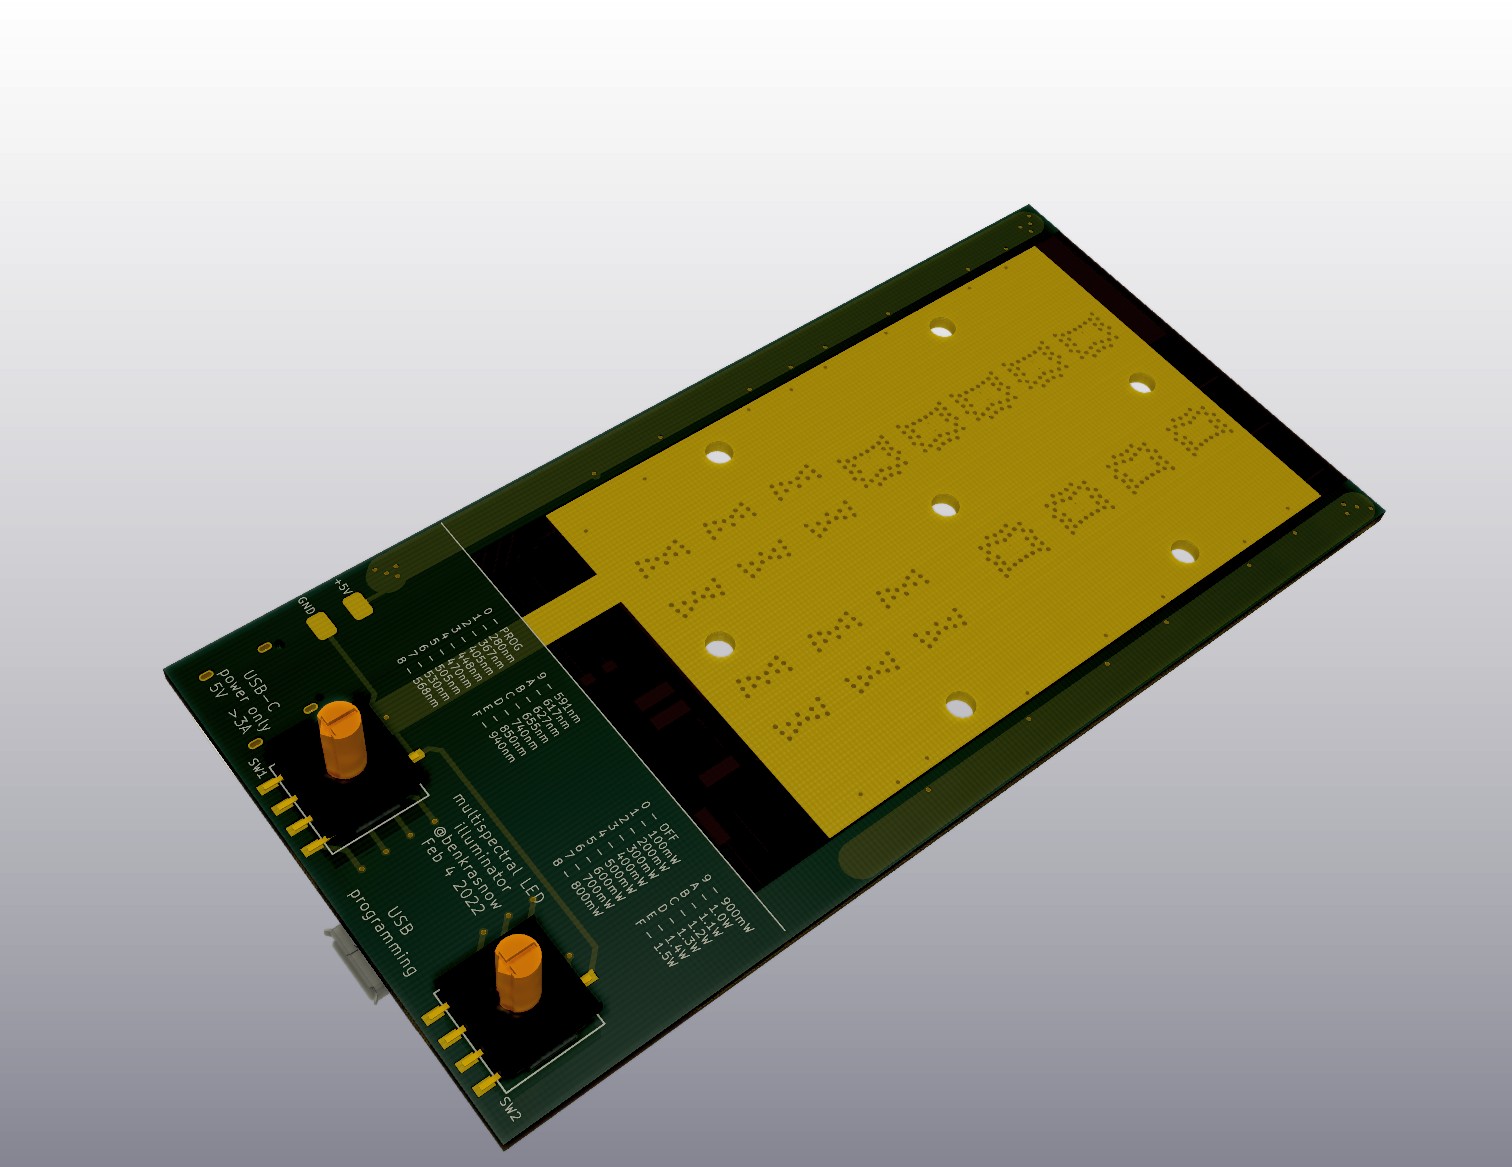 +5V
GND
USB-C
power only
5V >3A
SW1
0 - PROG
1 - 280nm
2 - 367nm
3 - 405nm
4 - 448nm
5 - 470nm
6 - 505nm
7 - 530nm
8 - 568nm
9 - 591nm
A - 617nm
B - 627nm
C - 655nm
D - 740nm
E - 850nm
F - 940nm
multispectral LED
illuminator
@benkrasnow
Feb 4 2022
USB
programming
0 - OFF
1 - 100mW
2 - 200mW
3 - 300mW
4 - 400mW
5 - 500mW
6 - 600mW
7 - 700mW
8 - 800mW
9 - 900mW
A - 1.0W
B - 1.1W
C - 1.2W
D - 1.3W
E - 1.4W
F - 1.5W
SW2